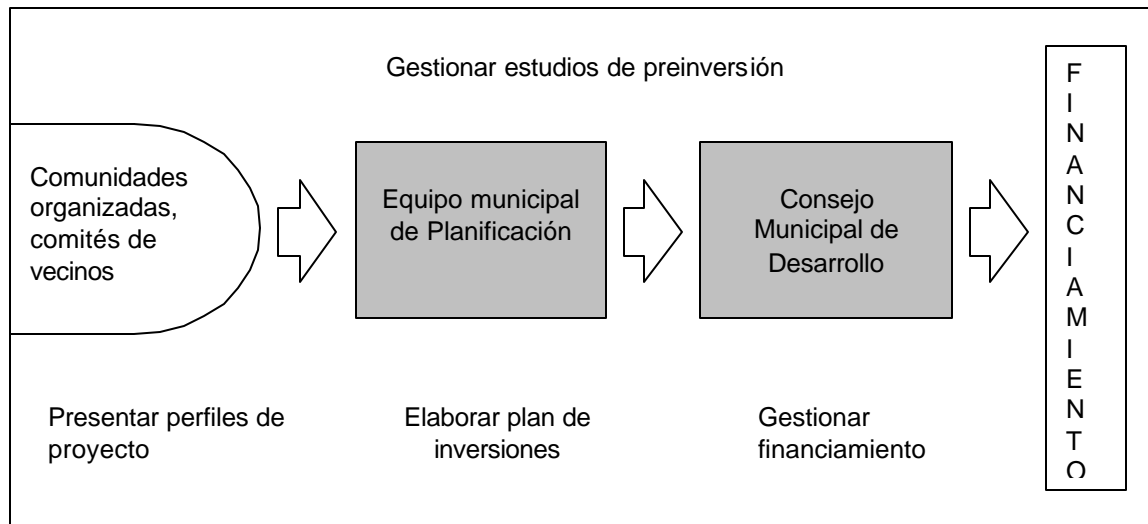 Gestionar estudios de preinversión
Comunidades
organizadas,
comités de
vecinos
Equipo municipal
de Planificación
Consejo
Municipal de
Desarrollo
Presentar perfiles de
proyecto
Elaborar plan de
inversiones
Gestionar
financiamiento
F
I
N
A
N
C
I
A
M
I
E
N
T
O